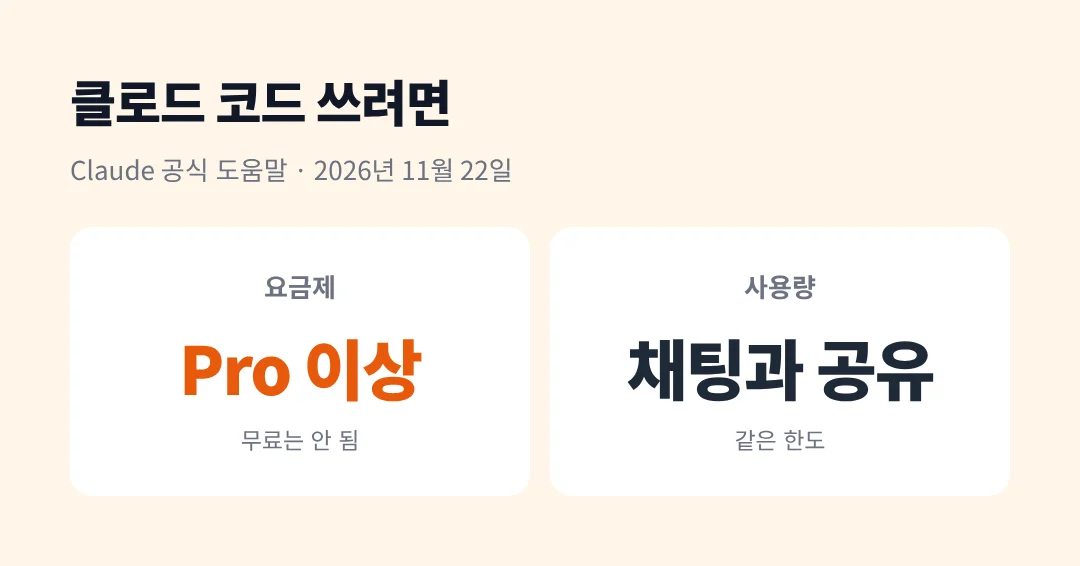 클로드 코드 쓰려면
Claude 공식 도움말 · 2026년 11월 22일
요금제
Pro 이상
무료는 안 됨
사용량
채팅과 공유
같은 한도